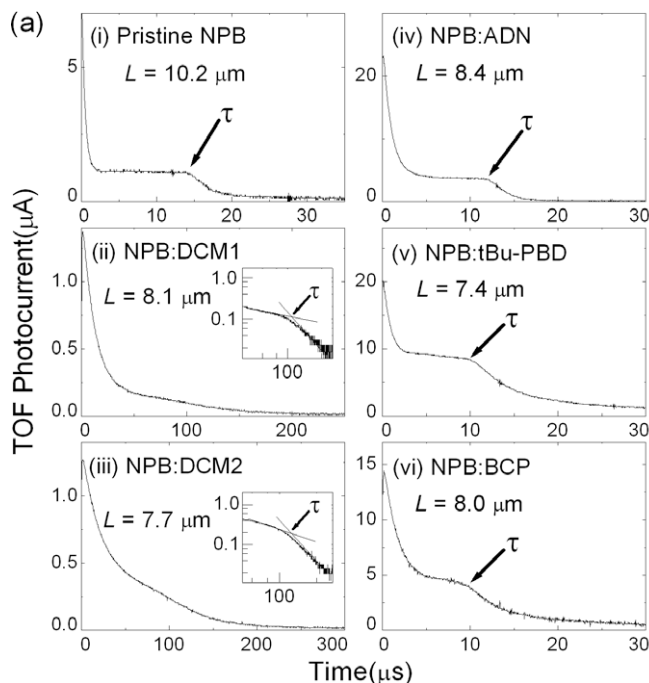 (a)
TOF Photocurrent(μA)
(i) Pristine NPB
L = 10.2 μm
τ
5
0
0 10 20 30
(ii) NPB:DCM1
L = 8.1 μm
1.0
0.5
0.0
0 100 200
1.0
0.1
τ
100
(iii) NPB:DCM2
L = 7.7 μm
1.0
0.5
0.0
0 100 200 300
1.0
0.1
τ
100
(iv) NPB:ADN
L = 8.4 μm
τ
20
0
0 10 20 30
(v) NPB:tBu-PBD
L = 7.4 μm
τ
20
10
0
0 10 20 30
(vi) NPB:BCP
L = 8.0 μm
τ
15
10
5
0
0 10 20 30
Time(μs)